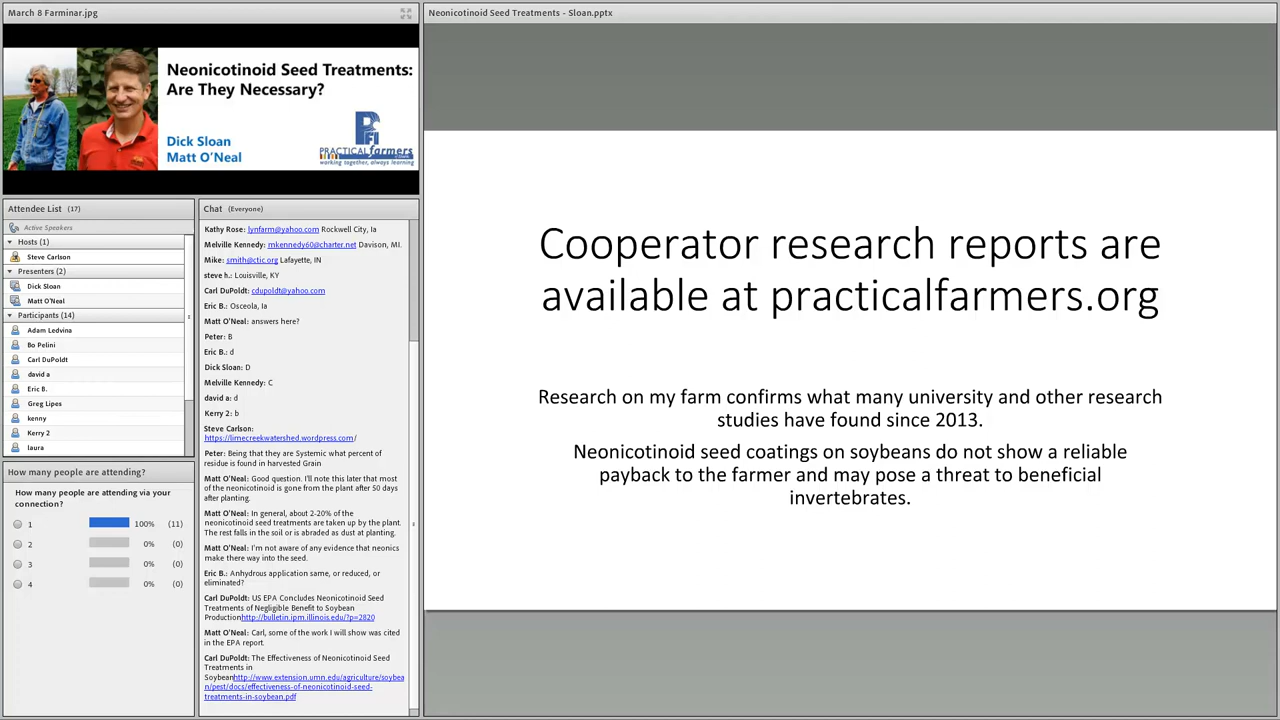 March 8 Farminar.jpg
Neonicotinoid Seed Treatments:
Are They Necessary?
Dick Sloan
Matt O'Neal
PFI
PRACTICAL farmers
working together, always learning
Attendee List (17)
Active Speakers
Hosts (1)
Steve Carlson
Presenters (2)
Dick Sloan
Matt O'Neal
Participants (14)
Adam Ledvina
Bo Pelini
Carl DuPoldt
david a
Eric B.
Greg Lipes
kenny
Kerry 2
laura
How many people are attending?
How many people are attending via your
connection?
1 100% (11)
2 0% (0)
3 0% (0)
4 0% (0)
Chat (Everyone)
Kathy Rose: lynfarm@yahoo.com Rockwell City, Ia
Melville Kennedy: mkennedy60@charter.net Davison, MI.
Mike: smith@ctic.org Lafayette, IN
steve h.: Louisville, KY
Carl DuPoldt: cdupoldt@yahoo.com
Eric B.: Osceola, Ia
Matt O'Neal: answers here?
Peter: B
Eric B.: d
Dick Sloan: D
Melville Kennedy: C
david a: d
Kerry 2: b
Steve Carlson:
https://limecreekwatershed.wordpress.com/
Peter: Being that they are Systemic what percent of
residue is found in harvested Grain
Matt O'Neal: Good question. I'll note this later that most
of the neonicotinoid is gone from the plant after 50 days
after planting.
Matt O'Neal: In general, about 2-20% of the
neonicotinoid seed treatments are taken up by the plant.
The rest falls in the soil or is abraded as dust at planting.
Matt O'Neal: I'm not aware of any evidence that neonics
make there way into the seed.
Eric B.: Anhydrous application same, or reduced, or
eliminated?
Carl DuPoldt: US EPA Concludes Neonicotinoid Seed
Treatments of Negligible Benefit to Soybean
Productionhttp://bulletin.ipm.illinois.edu/?p=2820
Matt O'Neal: Carl, some of the work I will show was cited
in the EPA report.
Carl DuPoldt: The Effectiveness of Neonicotinoid Seed
Treatments in
Soybeanhttp://www.extension.umn.edu/agriculture/soybea
n/pest/docs/effectiveness-of-neonicotinoid-seed-
treatments-in-soybean.pdf
Neonicotinoid Seed Treatments - Sloan.pptx
Cooperator research reports are
available at practicalfarmers.org
Research on my farm confirms what many university and other research
studies have found since 2013.
Neonicotinoid seed coatings on soybeans do not show a reliable
payback to the farmer and may pose a threat to beneficial
invertebrates.